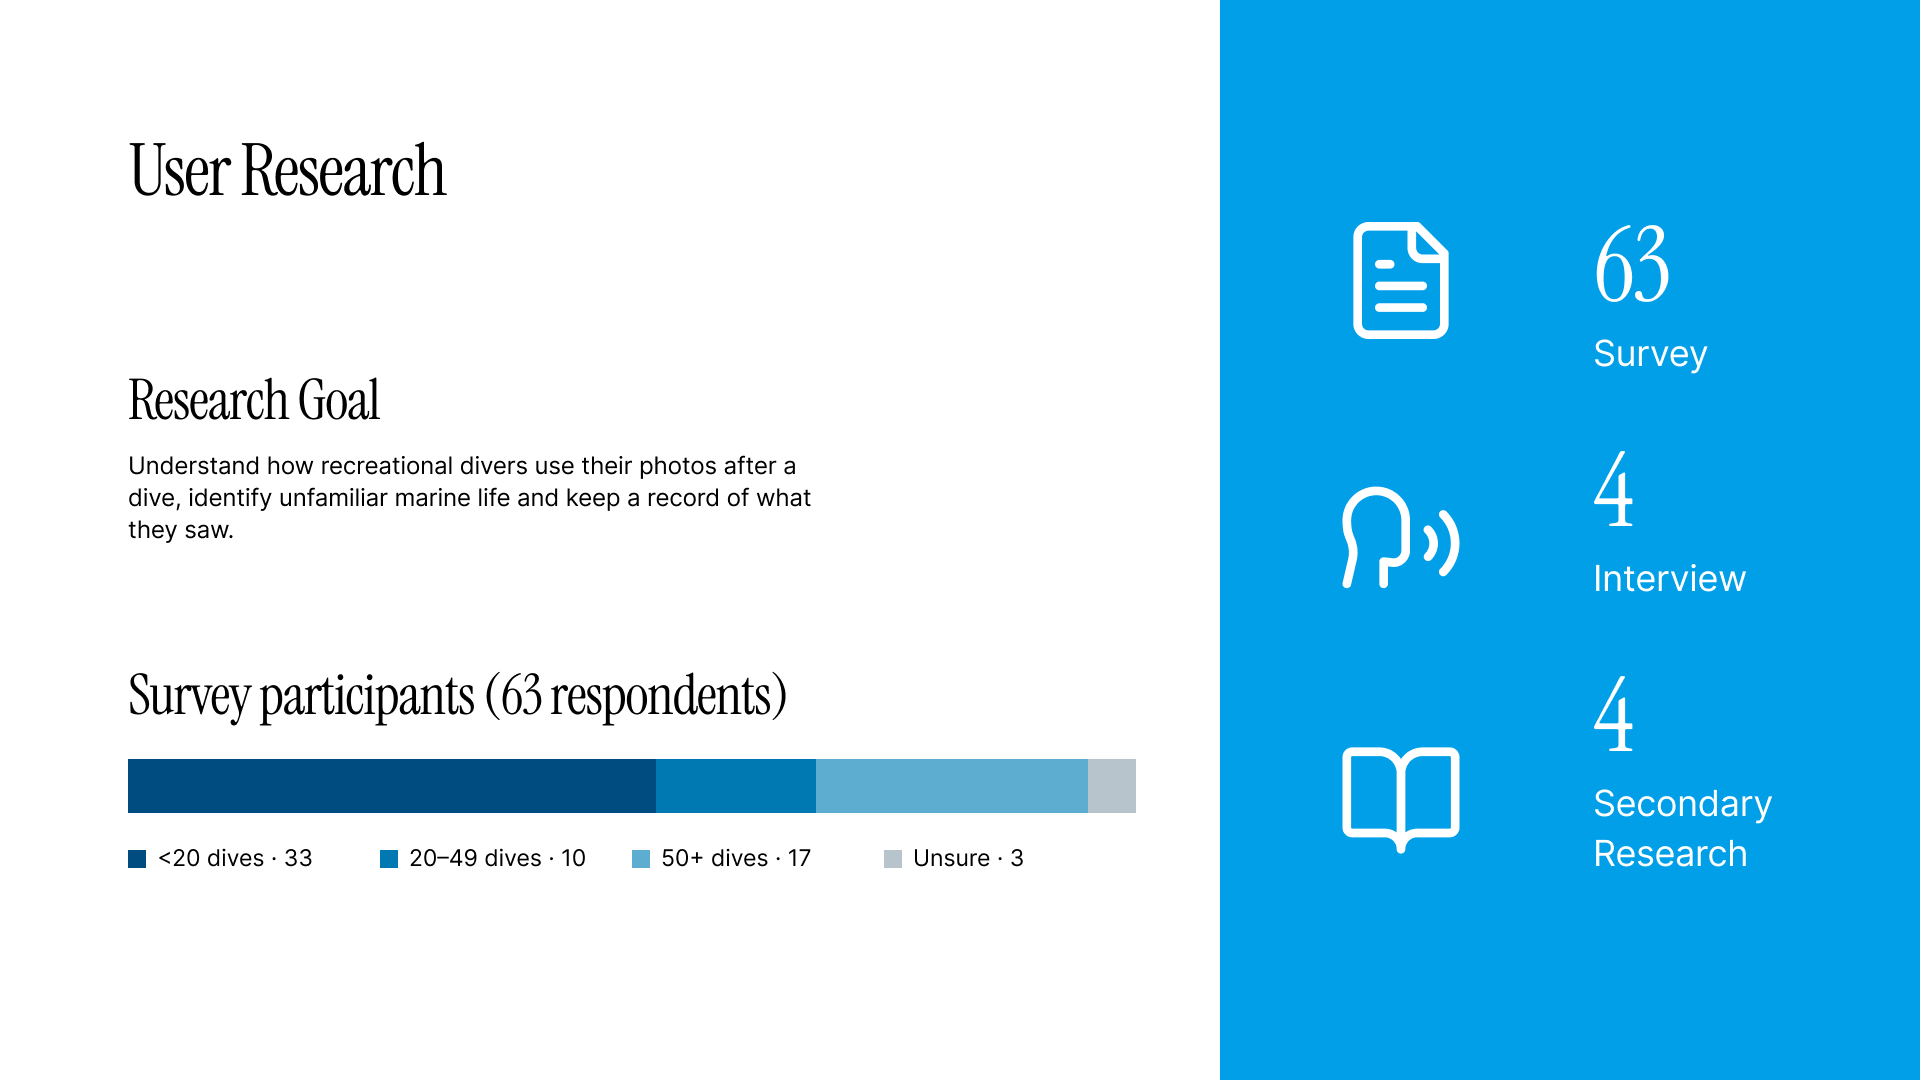 User Research
Research Goal
Understand how recreational divers use their photos after a
dive, identify unfamiliar marine life and keep a record of what
they saw.
Survey participants (63 respondents)
<20 dives · 33
20–49 dives · 10
50+ dives · 17
Unsure · 3
63
Survey
4
Interview
4
Secondary
Research